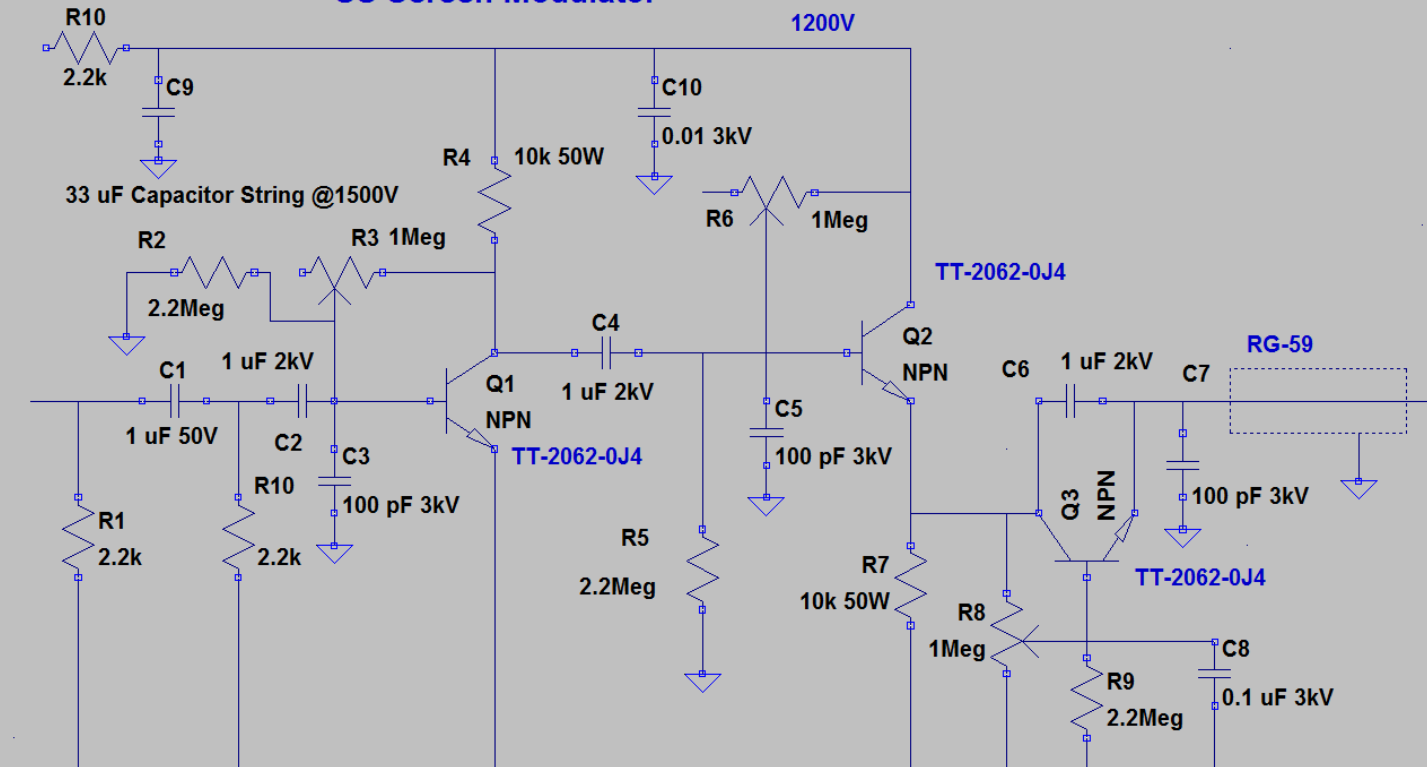 Screen Modulator
R10
1200V
2.2k
C9
C10
0.01 3kV
R4
10k 50W
33 uF Capacitor String @1500V
R6
1Meg
R2
R3 1Meg
TT-2062-0J4
2.2Meg
C4
Q2
NPN
RG-59
1 uF 2kV
C1
Q1
NPN
1 uF 2kV
C6
1 uF 2kV
C7
C5
1 uF 50V
C2
C3
TT-2062-0J4
100 pF 3kV
R10
100 pF 3kV
Q3
NPN
100 pF 3kV
R1
2.2k
2.2k
R5
2.2Meg
R7
10k 50W
TT-2062-0J4
R8
1Meg
C8
R9
2.2Meg
0.1 uF 3kV